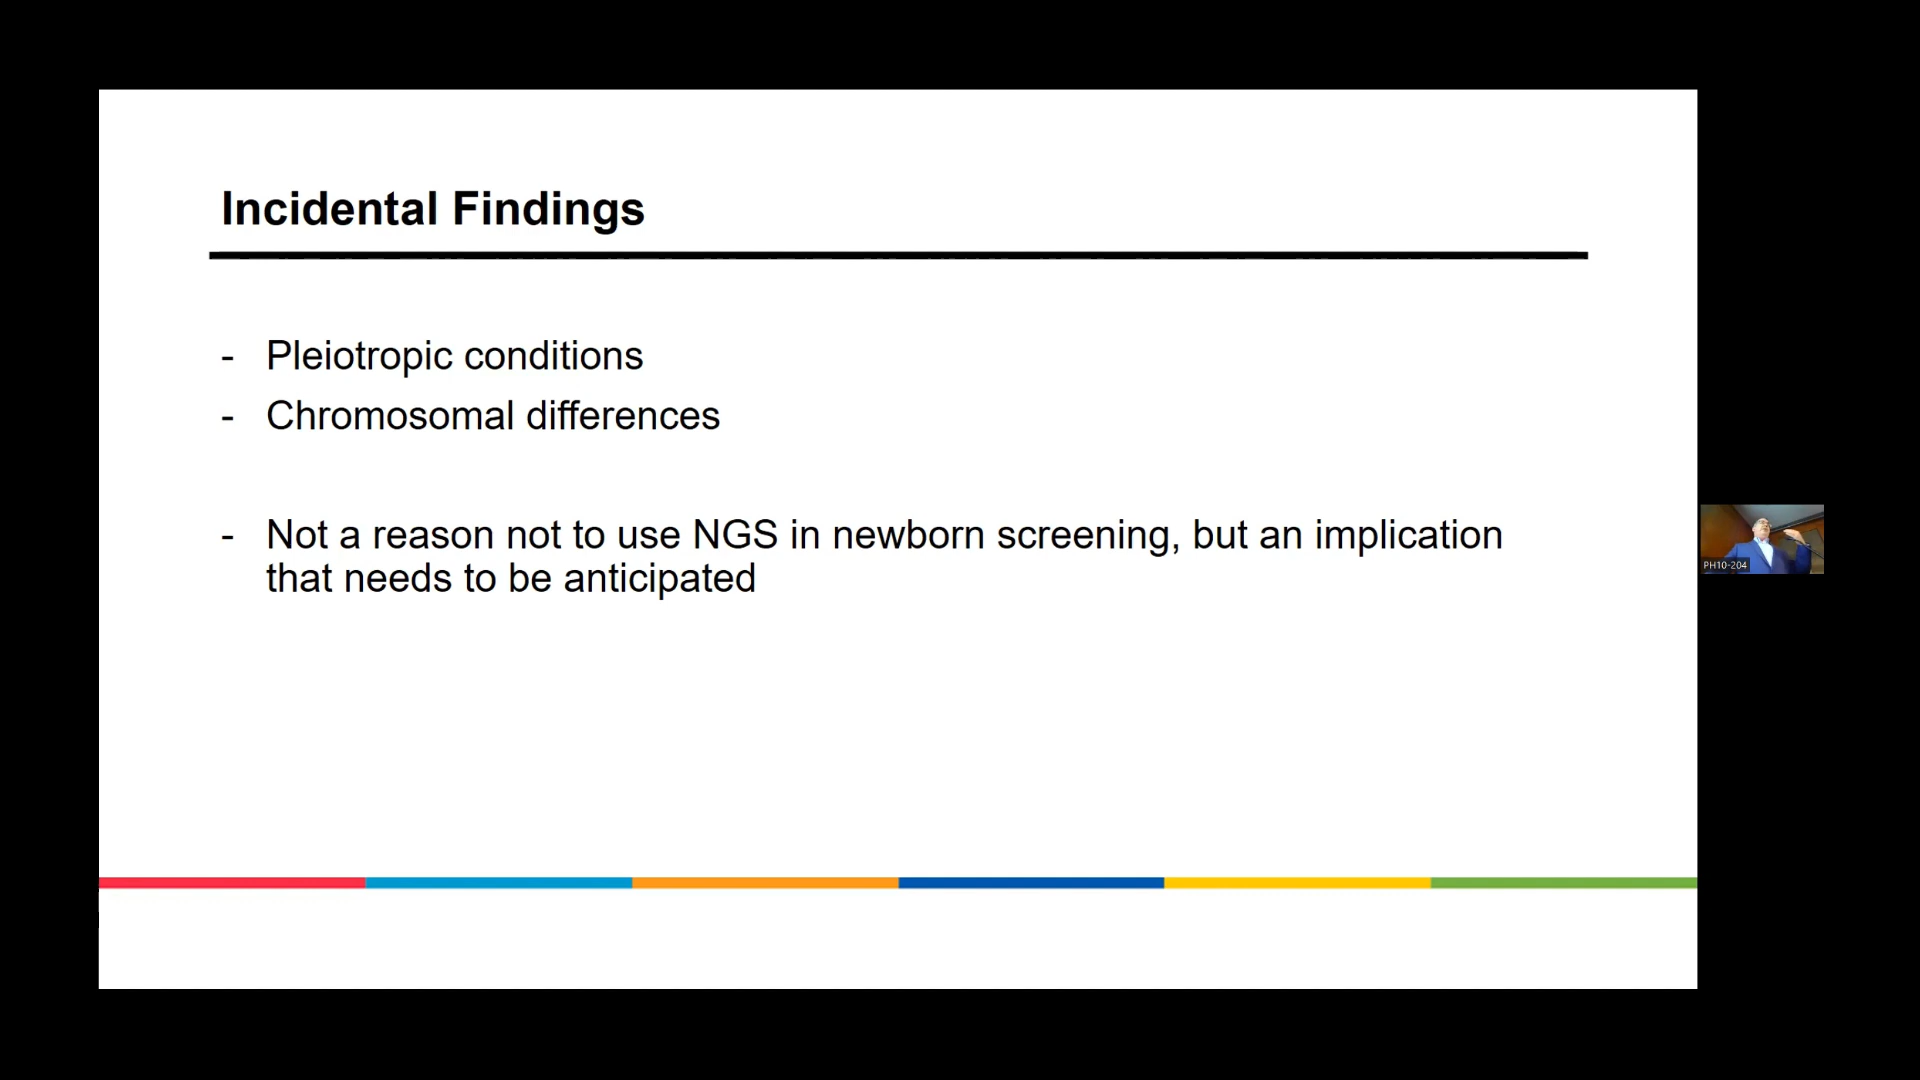 Incidental Findings
- Pleiotropic conditions
- Chromosomal differences
- Not a reason not to use NGS in newborn screening, but an implication
that needs to be anticipated
PH10-204